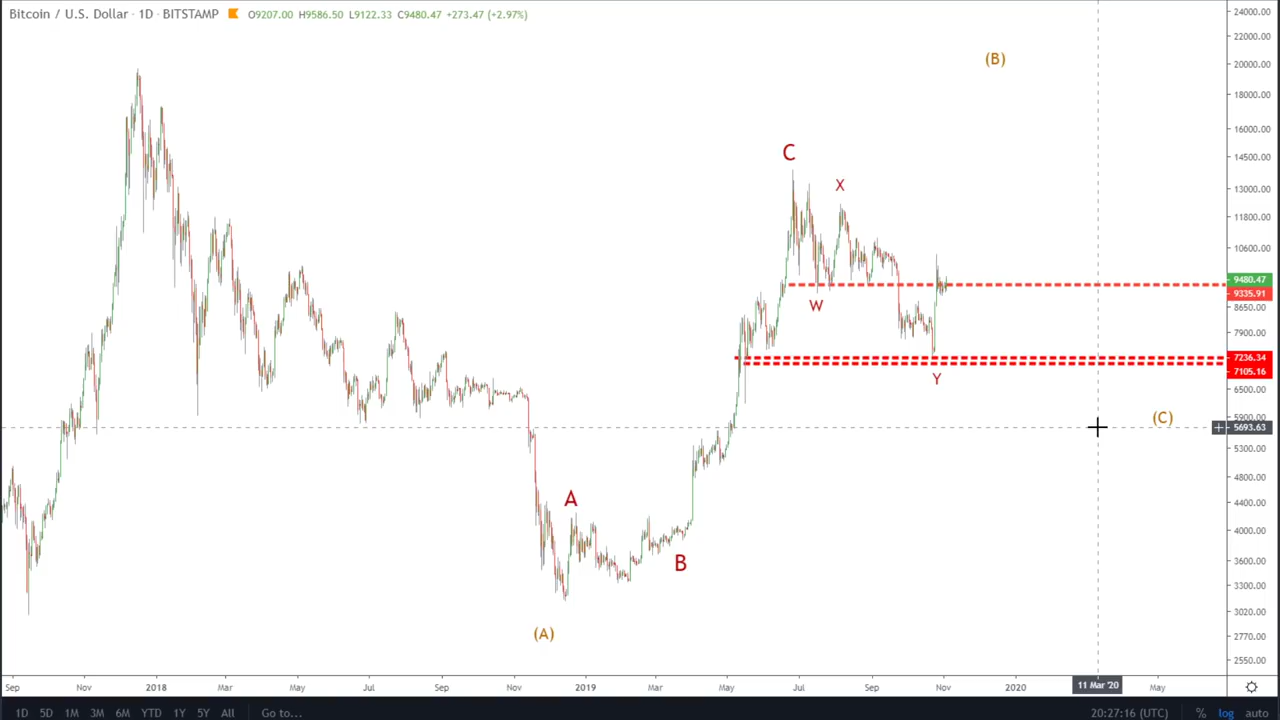 Bitcoin / U.S. Dollar · 1D · BITSTAMP O9207.00 H9586.50 L9122.33 C9480.47 +273.47 (+2.97%)
24000.00
22000.00
(B)
20000.00
18000.00
16000.00
C
14500.00
X
13000.00
11800.00
10600.00
9480.47
9335.91
W
8650.00
7900.00
7236.34
7105.16
Y
6500.00
5900.00
(C)
5693.63
5300.00
4800.00
A
4400.00
4000.00
B
3600.00
3300.00
3020.00
(A)
2770.00
2550.00
Sep Nov 2018 Mar May Jul Sep Nov 2019 Mar May Jul Sep Nov 2020 11 Mar '20 May
1D 5D 1M 3M 6M YTD 1Y 5Y All Go to... 20:27:16 (UTC) % log auto